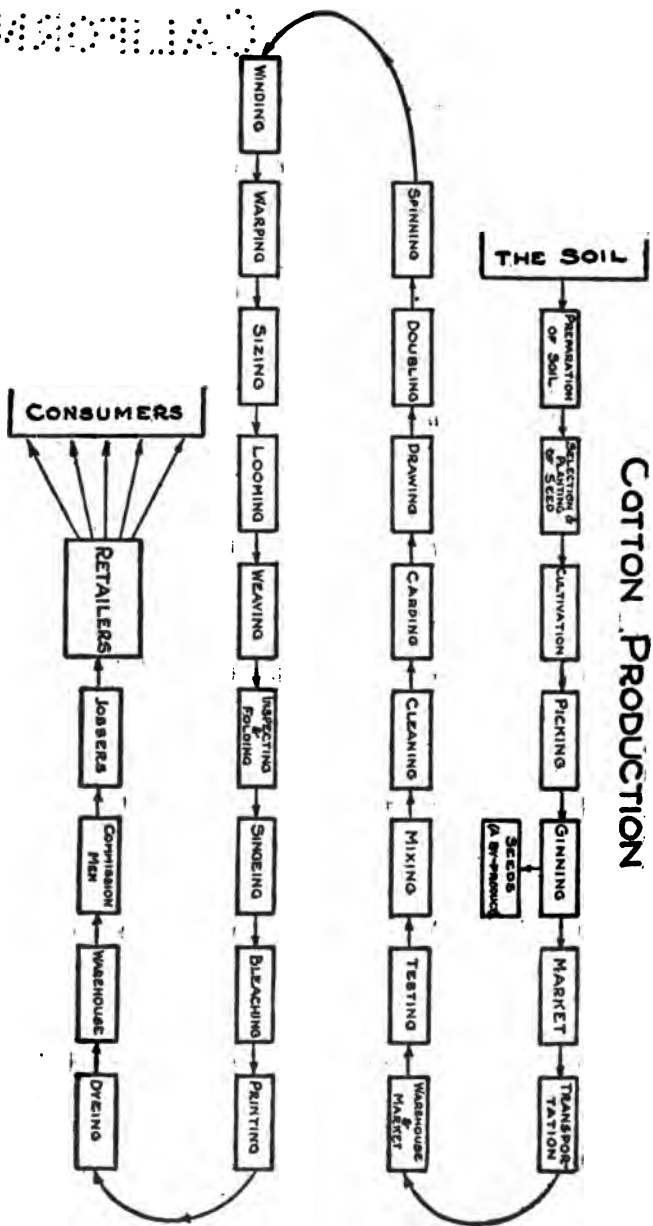 COTTON PRODUCTION
THE SOIL
PREPARATION
OF SOIL
SELECTION &
PLANTING
OF SEED
CULTIVATION
PICKING
GINNING
SEEDS
(A BY-PRODUCT)
MARKET
TRANSPOR-
TATION
WAREHOUSE
&
MARKET
TESTING
MIXING
CLEANING
CARDING
DRAWING
DOUBLING
SPINNING
WINDING
WARPING
SIZING
LOOMING
WEAVING
INSPECTING
&
FOLDING
SINGEING
BLEACHING
PRINTING
DYEING
WAREHOUSE
COMMISSION
MEN
JOBBERS
RETAILERS
CONSUMERS